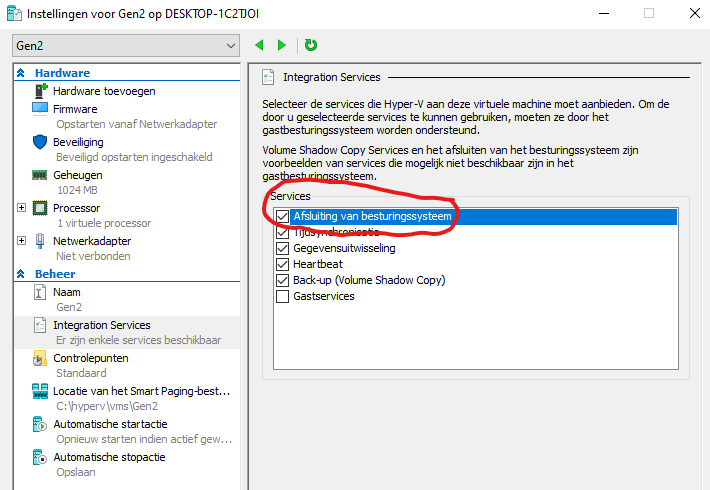 Instellingen voor Gen2 op DESKTOP-1C2TJOI
Gen2
Hardware
Hardware toevoegen
Firmware
Opstarten vanaf Netwerkadapter
Beveiliging
Beveiligd opstarten ingeschakeld
Geheugen
1024 MB
Processor
1 virtuele processor
Netwerkadapter
Niet verbonden
Beheer
Naam
Gen2
Integration Services
Er zijn enkele services beschikbaar
Controlepunten
Standaard
Locatie van het Smart Paging-best...
C:\hyperv\vms\Gen2
Automatische startactie
Opnieuw starten indien actief gew...
Automatische stopactie
Opslaan
Integration Services
Selecteer de services die Hyper-V aan deze virtuele machine moet aanbieden. Om de
door u geselecteerde services te kunnen gebruiken, moeten ze door het
gastbesturingssysteem worden ondersteund.
Volume Shadow Copy Services en het afsluiten van het besturingssysteem zijn
voorbeelden van services die mogelijk niet beschikbaar zijn in het
gastbesturingssysteem.
Services
Afsluiting van besturingssysteem
Tijdsynchronisatie
Gegevensuitwisseling
Heartbeat
Back-up (Volume Shadow Copy)
Gastservices